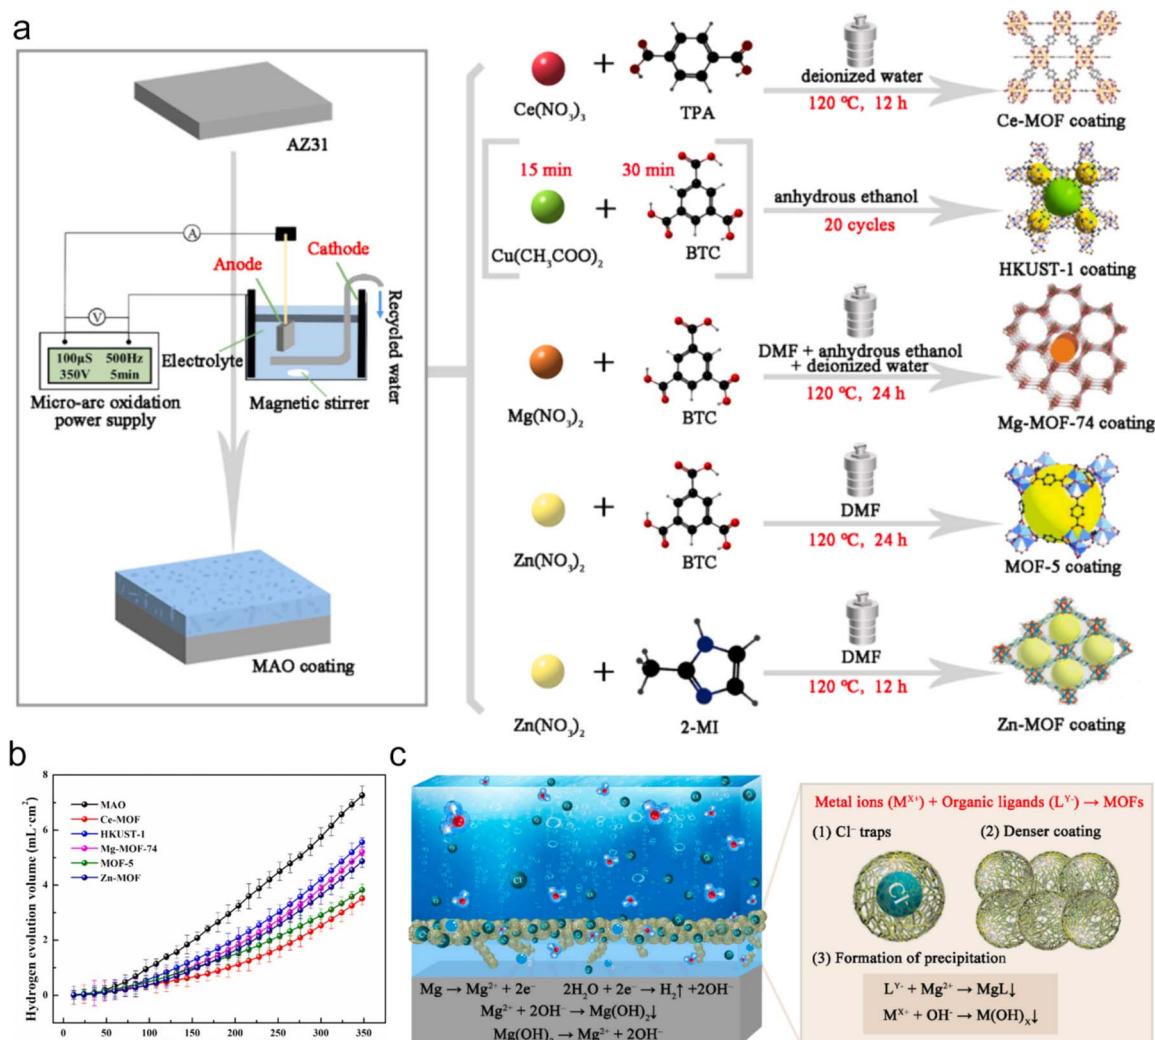 a
AZ31
A
Anode
Cathode
V
Electrolyte
Recycled water
100μS 500Hz
350V 5min
Magnetic stirrer
Micro-arc oxidation
power supply
MAO coating
Ce(NO₃)₃
+
TPA
deionized water
120 ℃, 12 h
Ce-MOF coating
15 min
30 min
Cu(CH₃COO)₂
+
BTC
anhydrous ethanol
20 cycles
HKUST-1 coating
Mg(NO₃)₂
+
BTC
DMF + anhydrous ethanol
+ deionized water
120 ℃, 24 h
Mg-MOF-74 coating
Zn(NO₃)₂
+
BTC
DMF
120 ℃, 24 h
MOF-5 coating
Zn(NO₃)₂
+
2-MI
DMF
120 ℃, 12 h
Zn-MOF coating
b
Hydrogen evolution volume (mL·cm²)
8
6
4
2
0
MAO
Ce-MOF
HKUST-1
Mg-MOF-74
MOF-5
Zn-MOF
0 50 100 150 200 250 300 350
c
Cl
Mg → Mg²⁺ + 2e⁻ 2H₂O + 2e⁻ → H₂↑ +2OH⁻
Mg²⁺ + 2OH⁻ → Mg(OH)₂↓
Mg(OH)₂ → Mg²⁺ + 2OH⁻
Metal ions (Mˣ⁺) + Organic ligands (Lʸ⁻) → MOFs
(1) Cl⁻ traps
(2) Denser coating
Cl⁻
(3) Formation of precipitation
Lʸ⁻ + Mg²⁺ → MgL↓
Mˣ⁺ + OH⁻ → M(OH)ₓ↓